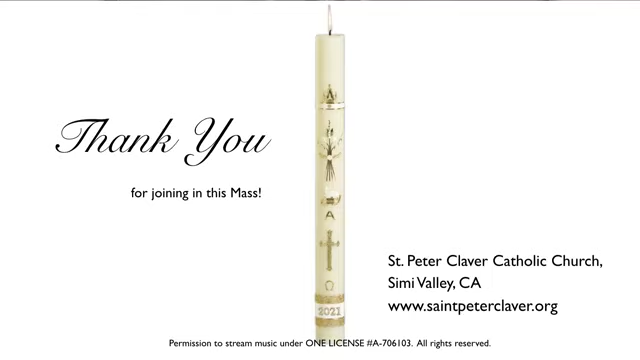 Thank You
for joining in this Mass!
A
Ω
2021
St. Peter Claver Catholic Church,
Simi Valley, CA
www.saintpeterclaver.org
Permission to stream music under ONE LICENSE #A-706103. All rights reserved.